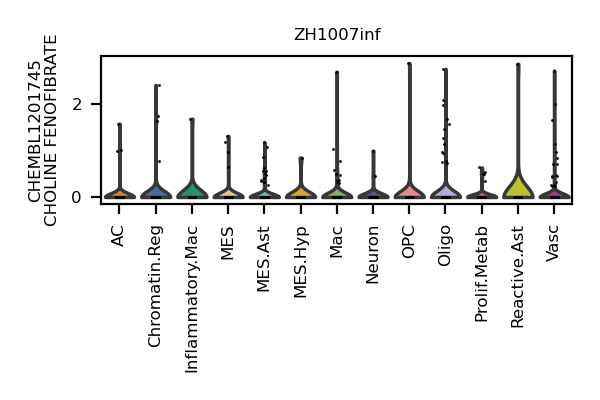 ZH1007inf
CHEMBL1201745
CHOLINE FENOFIBRATE
2
0
AC
Chromatin.Reg
Inflammatory.Mac
MES
MES.Ast
MES.Hyp
Mac
Neuron
OPC
Oligo
Prolif.Metab
Reactive.Ast
Vasc